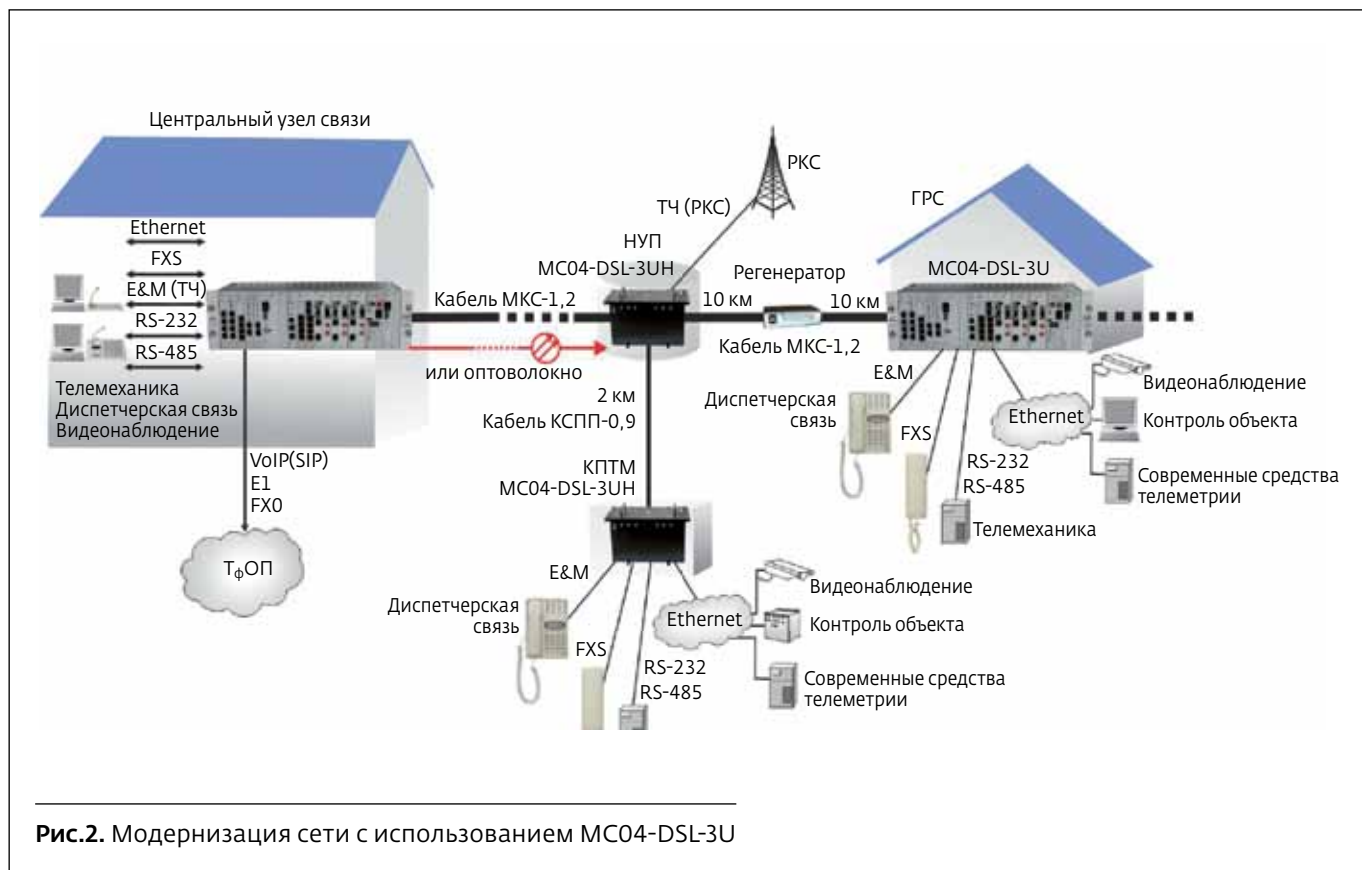 Центральный узел связи
Ethernet
FXS
E&M (ТЧ)
RS-232
RS-485
Телемеханика
Диспетчерская связь
Видеонаблюдение
VoIP(SIP)
E1
FX0
ТфОП
Кабель МКС-1,2
или оптоволокно
РКС
ТЧ (РКС)
НУП
MC04-DSL-3UH
10 км
Регенератор
10 км
Кабель МКС-1,2
2 км
Кабель КСПП-0,9
КПТМ
MC04-DSL-3UH
E&M
Диспетчерская
связь
FXS
RS-232
RS-485
Ethernet
Видеонаблюдение
Контроль объекта
Современные средства
телеметрии
ГРС
MC04-DSL-3U
E&M
Диспетчерская
связь
FXS
RS-232
RS-485
Телемеханика
Ethernet
Видеонаблюдение
Контроль объекта
Современные средства
телеметрии
Рис.2. Модернизация сети с использованием MC04-DSL-3U